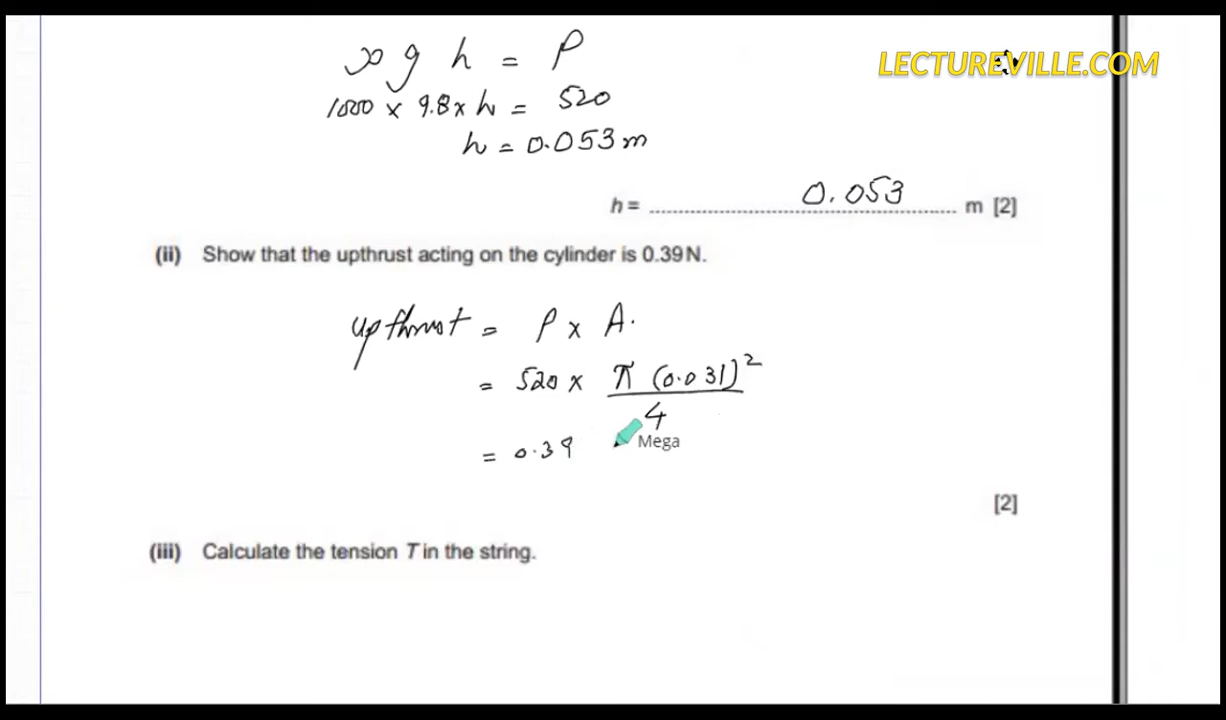 ρ g h = P
LECTUREVILLE.COM
1000 × 9.8 × h = 520
h = 0.053 m
h = ........ 0.053 ........ m [2]
(ii) Show that the upthrust acting on the cylinder is 0.39 N.
upthrust = P × A.
= 520 × π (0.031)² / 4
= 0.39
Mega
[2]
(iii) Calculate the tension T in the string.